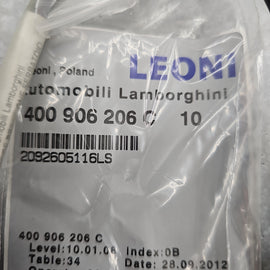 , Poland
LEONI
utomobili Lamborghini
400 906 206 C 10
2092605116LS
400 906 206 C
Level:10.01.06 Index:0B
Table:34 Date: 28.09.2012